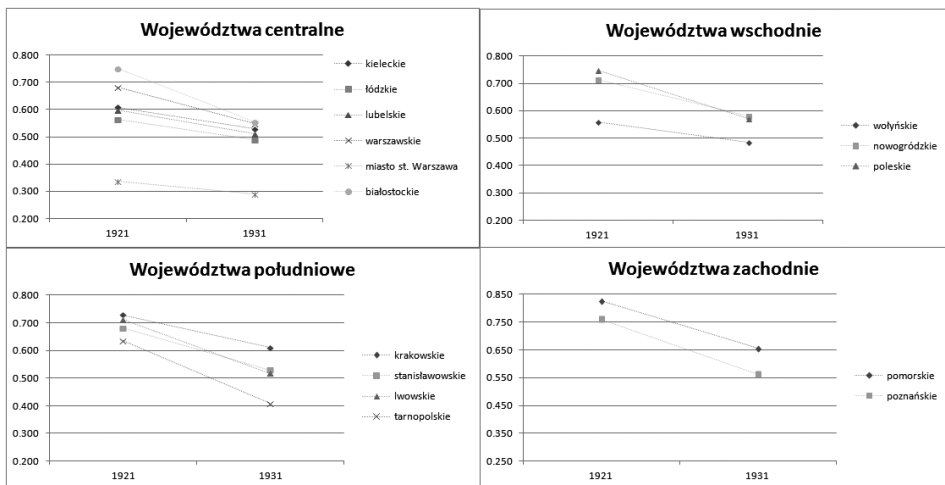 Województwa centralne
0.800
0.700
0.600
0.500
0.400
0.300
0.200
1921
1931
kieleckie
łódzkie
lubelskie
warszawskie
miasto st. Warszawa
białostockie
Województwa wschodnie
0.800
0.700
0.600
0.500
0.400
0.300
0.200
1921
1931
wołyńskie
nowogródzkie
poleskie
Województwa południowe
0.800
0.700
0.600
0.500
0.400
0.300
0.200
1921
1931
krakowskie
stanisławowskie
lwowskie
tarnopolskie
Województwa zachodnie
0.850
0.750
0.650
0.550
0.450
0.350
0.250
1921
1931
pomorskie
poznańskie